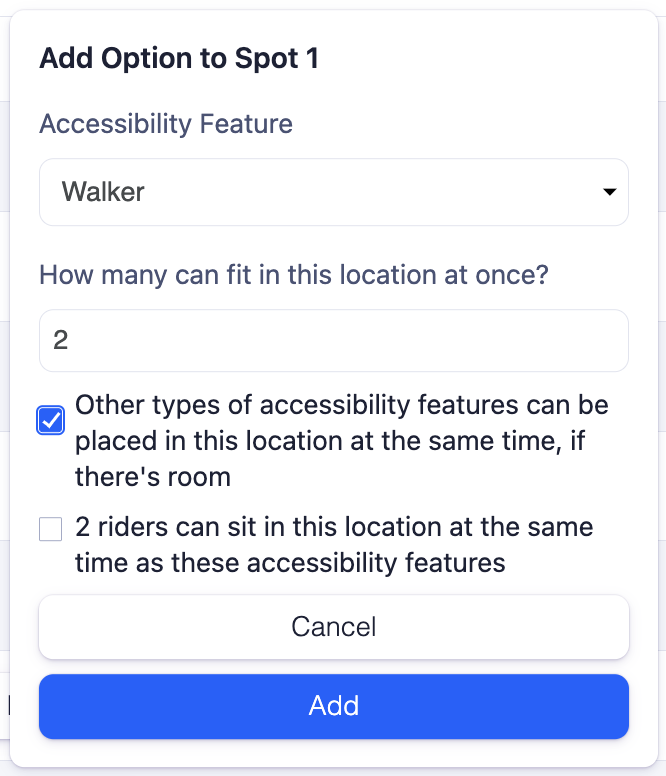 Add Option to Spot 1
Accessibility Feature
Walker
How many can fit in this location at once?
2
Other types of accessibility features can be
placed in this location at the same time, if
there's room
2 riders can sit in this location at the same
time as these accessibility features
Cancel
Add